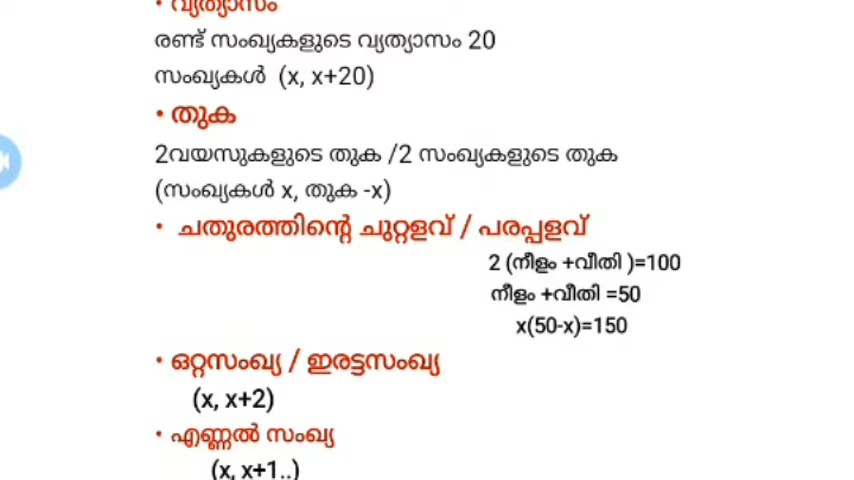 • വ്യത്യാസം
രണ്ട് സംഖ്യകളുടെ വ്യത്യാസം 20
സംഖ്യകൾ (x, x+20)
• തുക
2വയസുകളുടെ തുക /2 സംഖ്യകളുടെ തുക
(സംഖ്യകൾ x, തുക -x)
• ചതുരത്തിന്റെ ചുറ്റളവ് / പരപ്പളവ്
2 (നീളം +വീതി )=100
നീളം +വീതി =50
x(50-x)=150
• ഒറ്റസംഖ്യ / ഇരട്ടസംഖ്യ
(x, x+2)
• എണ്ണൽ സംഖ്യ
(x, x+1..)